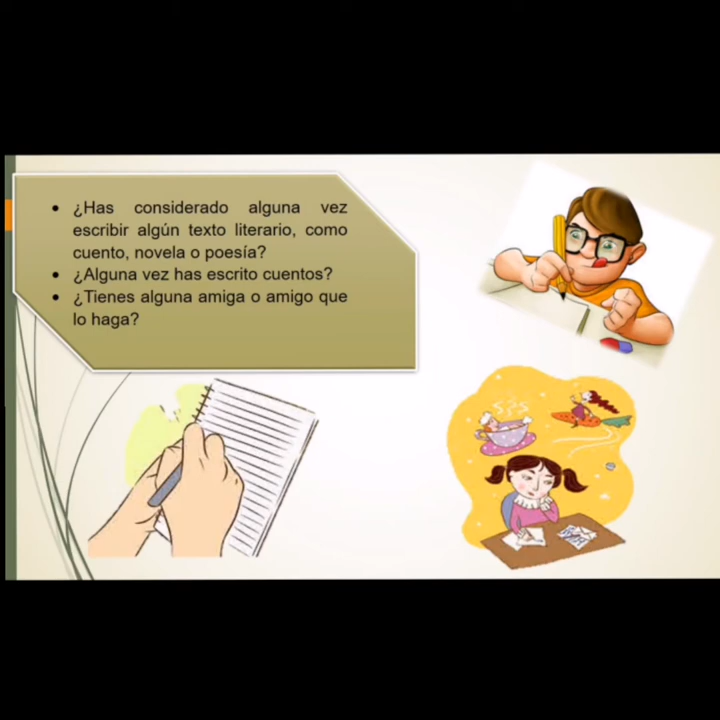 • ¿Has considerado alguna vez
escribir algún texto literario, como
cuento, novela o poesía?
• ¿Alguna vez has escrito cuentos?
• ¿Tienes alguna amiga o amigo que
lo haga?